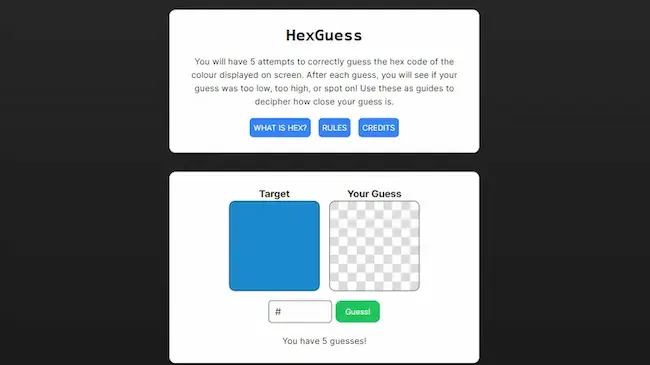 HexGuess
You will have 5 attempts to correctly guess the hex code of the
colour displayed on screen. After each guess, you will see if your
guess was too low, too high, or spot on! Use these as guides to
decipher how close your guess is.
WHAT IS HEX? RULES CREDITS
Target Your Guess
# Guess!
You have 5 guesses!